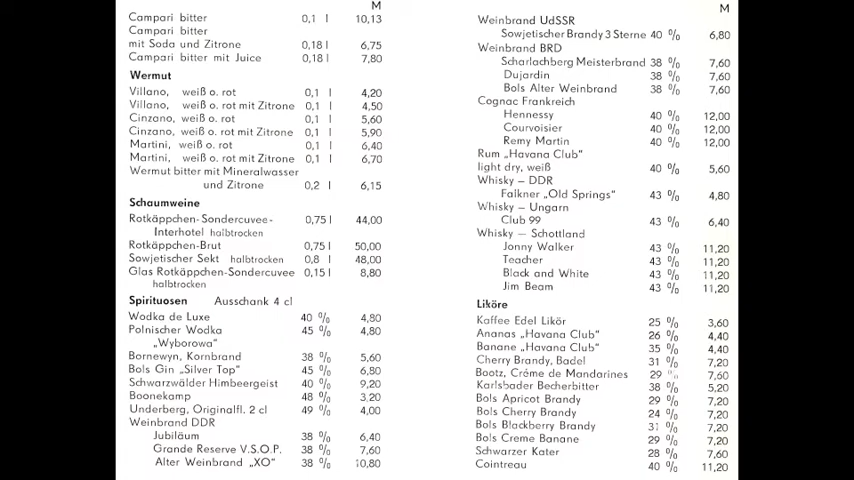 M
Campari bitter 0,1 l 10,13
Campari bitter
mit Soda und Zitrone 0,18 l 6,75
Campari bitter mit Juice 0,18 l 7,80
Wermut
Villano, weiß o. rot 0,1 l 4,20
Villano, weiß o. rot mit Zitrone 0,1 l 4,50
Cinzano, weiß o. rot 0,1 l 5,60
Cinzano, weiß o. rot mit Zitrone 0,1 l 5,90
Martini, weiß o. rot 0,1 l 6,40
Martini, weiß o. rot mit Zitrone 0,1 l 6,70
Wermut bitter mit Mineralwasser
und Zitrone 0,2 l 6,15
Schaumweine
Rotkäppchen-Sondercuvee- 0,75 l 44,00
Interhotel halbtrocken
Rotkäppchen-Brut 0,75 l 50,00
Sowjetischer Sekt halbtrocken 0,8 l 48,00
Glas Rotkäppchen-Sondercuvee 0,15 l 8,80
halbtrocken
Spirituosen Ausschank 4 cl
Wodka de Luxe 40 % 4,80
Polnischer Wodka 45 % 4,80
„Wyborowa"
Bornewyn, Kornbrand 38 % 5,60
Bols Gin „Silver Top" 45 % 6,80
Schwarzwälder Himbeergeist 40 % 9,20
Boonekamp 48 % 3,20
Underberg, Originalfl. 2 cl 49 % 4,00
Weinbrand DDR
Jubiläum 38 % 6,40
Grande Reserve V.S.O.P. 38 % 7,60
Alter Weinbrand „XO" 38 % 10,80
M
Weinbrand UdSSR
Sowjetischer Brandy 3 Sterne 40 % 6,80
Weinbrand BRD
Scharlachberg Meisterbrand 38 % 7,60
Dujardin 38 % 7,60
Bols Alter Weinbrand 38 % 7,60
Cognac Frankreich
Hennessy 40 % 12,00
Courvoisier 40 % 12,00
Remy Martin 40 % 12,00
Rum „Havana Club"
light dry, weiß 40 % 5,60
Whisky – DDR
Falkner „Old Springs" 43 % 4,80
Whisky – Ungarn
Club 99 43 % 6,40
Whisky – Schottland
Jonny Walker 43 % 11,20
Teacher 43 % 11,20
Black and White 43 % 11,20
Jim Beam 43 % 11,20
Liköre
Kaffee Edel Likör 25 % 3,60
Ananas „Havana Club" 26 % 4,40
Banane „Havana Club" 35 % 4,40
Cherry Brandy, Badel 31 % 7,20
Bootz, Créme de Mandarines 29 % 7,60
Karlsbader Becherbitter 38 % 5,20
Bols Apricot Brandy 29 % 7,20
Bols Cherry Brandy 24 % 7,20
Bols Blackberry Brandy 31 % 7,20
Bols Creme Banane 29 % 7,20
Schwarzer Kater 28 % 7,60
Cointreau 40 % 11,20